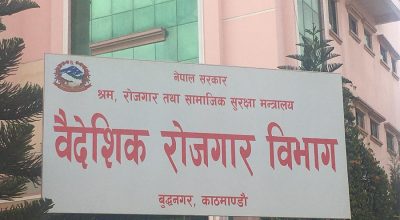 नेपाल सरकार
श्रम, रोजगार तथा सामाजिक सुरक्षा मन्त्रालय
वैदेशिक रोजगार विभाग
बुद्धनगर, काठमाण्डौ